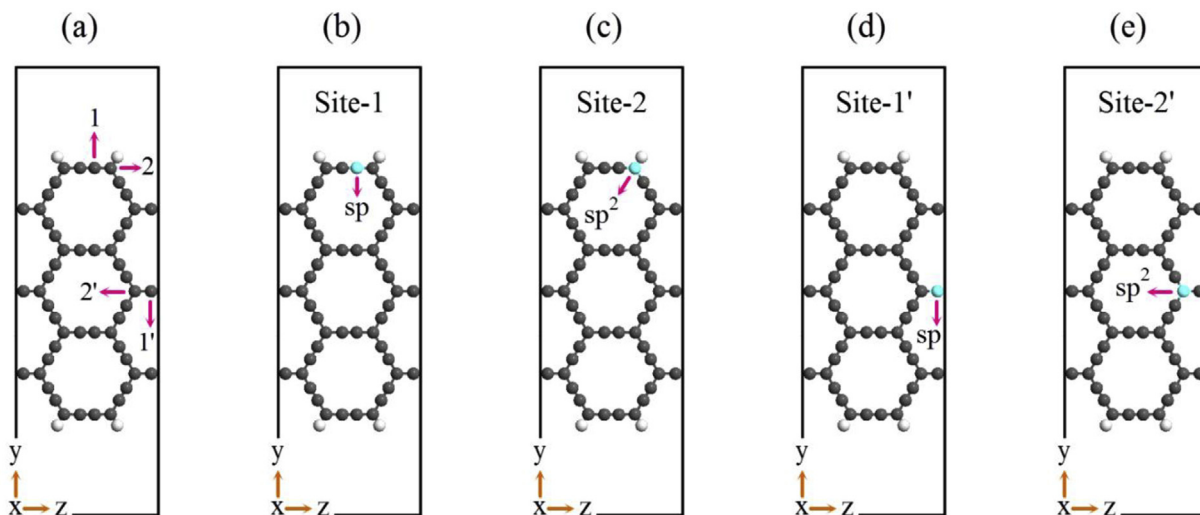 (a)
(b)
(c)
(d)
(e)
Site-1
Site-2
Site-1'
Site-2'
1
2
2'
1'
sp
sp²
sp
sp²
y
x z
y
x z
y
x z
y
x z
y
x z